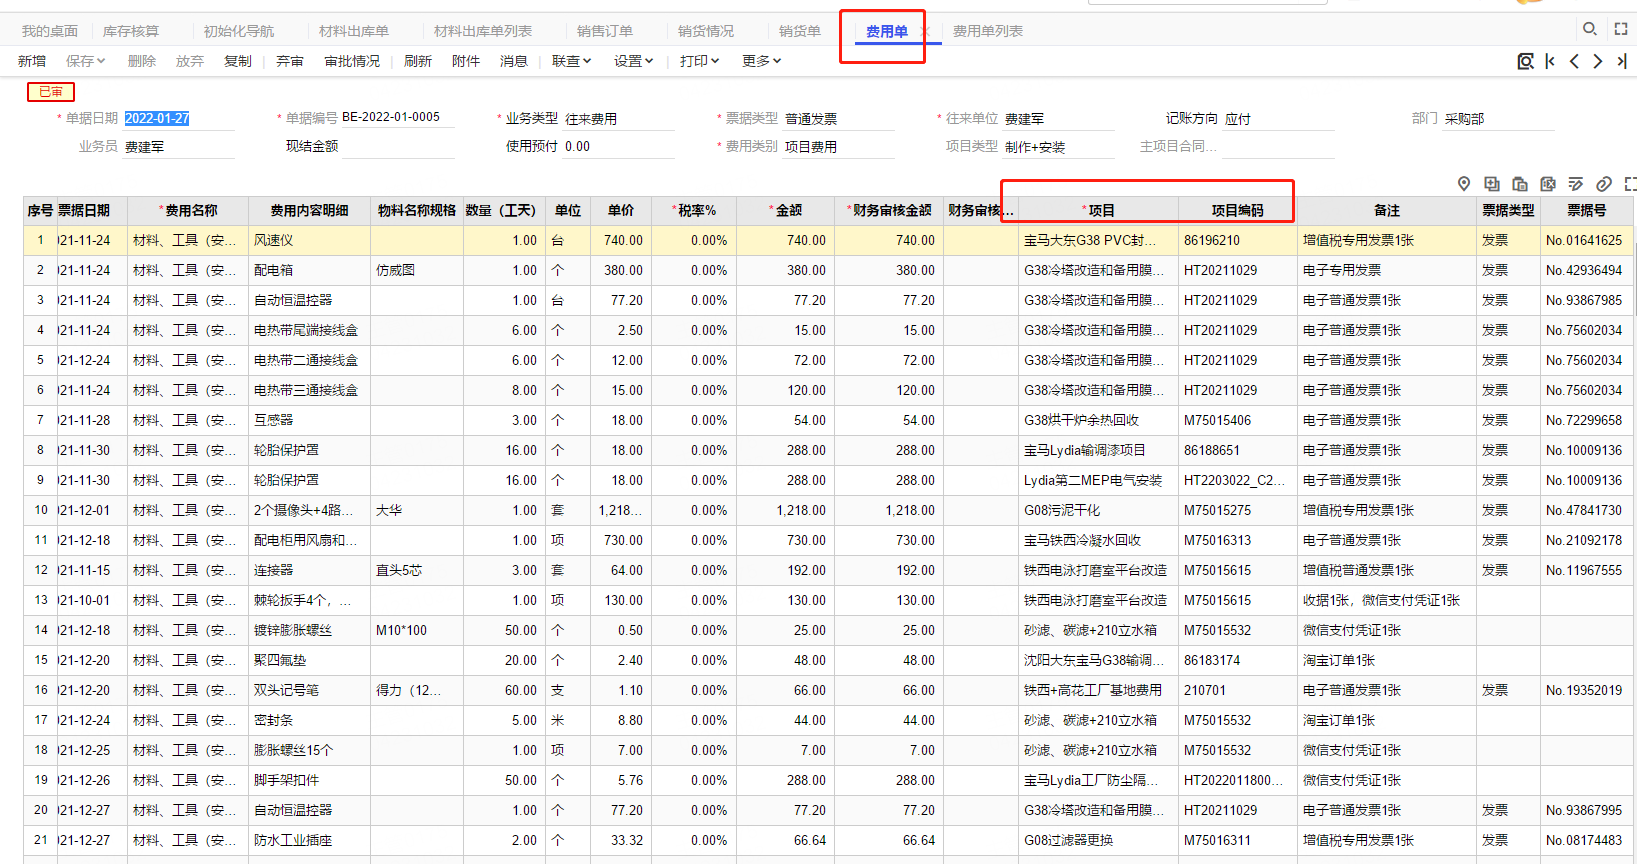 我的桌面 库存核算 初始化导航 材料出库单 材料出库单列表 销售订单 销货情况 销货单 费用单 费用单列表
新增 保存 删除 放弃 复制 弃审 审批情况 刷新 附件 消息 联查 设置 打印 更多
已审
* 单据日期 2022-01-27 * 单据编号 BE-2022-01-0005 * 业务类型 往来费用 * 票据类型 普通发票 * 往来单位 费建军 记账方向 应付 部门 采购部
业务员 费建军 现结金额 使用预付 0.00 * 费用类别 项目费用 项目类型 制作+安装 主项目合同...
序号 票据日期 *费用名称 费用内容明细 物料名称规格 数量（工天） 单位 单价 *税率% *金额 *财务审核金额 财务审核... *项目 项目编码 备注 票据类型 票据号
1 021-11-24 材料、工具（安... 风速仪 1.00 台 740.00 0.00% 740.00 740.00 宝马大东G38 PVC封... 86196210 增值税专用发票1张 发票 No.01641625
2 021-11-24 材料、工具（安... 配电箱 仿威图 1.00 个 380.00 0.00% 380.00 380.00 G38冷塔改造和备用膜... HT20211029 电子专用发票 发票 No.42936494
3 021-11-24 材料、工具（安... 自动恒温控器 1.00 台 77.20 0.00% 77.20 77.20 G38冷塔改造和备用膜... HT20211029 电子普通发票1张 发票 No.93867985
4 021-11-24 材料、工具（安... 电热带尾端接线盒 6.00 个 2.50 0.00% 15.00 15.00 G38冷塔改造和备用膜... HT20211029 电子普通发票1张 发票 No.75602034
5 021-12-24 材料、工具（安... 电热带二通接线盒 6.00 个 12.00 0.00% 72.00 72.00 G38冷塔改造和备用膜... HT20211029 电子普通发票1张 发票 No.75602034
6 021-11-24 材料、工具（安... 电热带三通接线盒 8.00 个 15.00 0.00% 120.00 120.00 G38冷塔改造和备用膜... HT20211029 电子普通发票1张 发票 No.75602034
7 021-11-28 材料、工具（安... 互感器 3.00 个 18.00 0.00% 54.00 54.00 G38烘干炉余热回收 M75015406 电子普通发票1张 发票 No.72299658
8 021-11-30 材料、工具（安... 轮胎保护罩 16.00 个 18.00 0.00% 288.00 288.00 宝马Lydia输调漆项目 86188651 电子普通发票1张 发票 No.10009136
9 021-11-30 材料、工具（安... 轮胎保护罩 16.00 个 18.00 0.00% 288.00 288.00 Lydia第二MEP电气安装 HT2203022_C2... 电子普通发票1张 发票 No.10009136
10 021-12-01 材料、工具（安... 2个摄像头+4路... 大华 1.00 套 1,218... 0.00% 1,218.00 1,218.00 G08污泥干化 M75015275 增值税专用发票1张 发票 No.47841730
11 021-12-18 材料、工具（安... 配电柜用风扇和... 1.00 项 730.00 0.00% 730.00 730.00 宝马铁西冷凝水回收 M75016313 电子普通发票1张 发票 No.21092178
12 021-11-15 材料、工具（安... 连接器 直头5芯 3.00 套 64.00 0.00% 192.00 192.00 铁西电泳打磨室平台改造 M75015615 增值税普通发票1张 发票 No.11967555
13 021-10-01 材料、工具（安... 棘轮扳手4个，... 1.00 项 130.00 0.00% 130.00 130.00 铁西电泳打磨室平台改造 M75015615 收据1张，微信支付凭证1张
14 021-12-18 材料、工具（安... 镀锌膨胀螺丝 M10*100 50.00 个 0.50 0.00% 25.00 25.00 砂滤、碳滤+210立水箱 M75015532 微信支付凭证1张
15 021-12-20 材料、工具（安... 聚四氟垫 20.00 个 2.40 0.00% 48.00 48.00 沈阳大东宝马G38输调... 86183174 淘宝订单1张
16 021-12-20 材料、工具（安... 双头记号笔 得力（12... 60.00 支 1.10 0.00% 66.00 66.00 铁西+高花工厂基地费用 210701 电子普通发票1张 发票 No.19352019
17 021-12-24 材料、工具（安... 密封条 5.00 米 8.80 0.00% 44.00 44.00 砂滤、碳滤+210立水箱 M75015532 淘宝订单1张
18 021-12-25 材料、工具（安... 膨胀螺丝15个 1.00 项 7.00 0.00% 7.00 7.00 砂滤、碳滤+210立水箱 M75015532 微信支付凭证1张
19 021-12-26 材料、工具（安... 脚手架扣件 50.00 个 5.76 0.00% 288.00 288.00 宝马Lydia工厂防尘隔... HT2022011800... 微信支付凭证1张
20 021-12-27 材料、工具（安... 自动恒温控器 1.00 个 77.20 0.00% 77.20 77.20 G38冷塔改造和备用膜... HT20211029 电子普通发票1张 发票 No.93867995
21 021-12-27 材料、工具（安... 防水工业插座 2.00 个 33.32 0.00% 66.64 66.64 G08过滤器更换 M75016311 增值税专用发票1张 发票 No.08174483